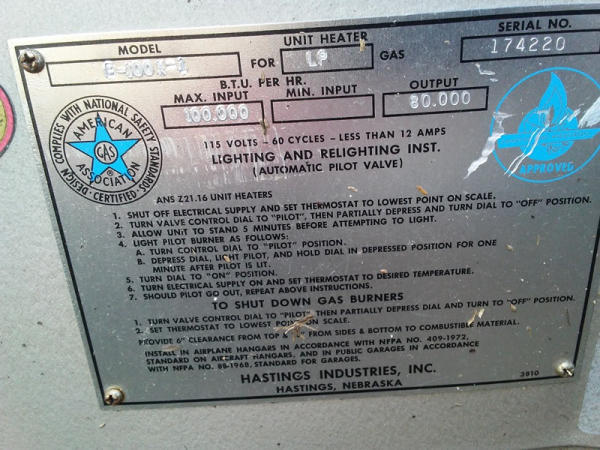 UNIT HEATER
SERIAL NO.
MODEL
FOR LP GAS
174220
B.T.U. PER HR.
MAX. INPUT
MIN. INPUT
OUTPUT
100,000
80,000
DESIGN COMPLIES WITH NATIONAL SAFETY STANDARDS
CERTIFIED
AMERICAN
GAS
ASSOCIATION
APPROVED
115 VOLTS - 60 CYCLES - LESS THAN 12 AMPS
LIGHTING AND RELIGHTING INST.
(AUTOMATIC PILOT VALVE)
ANS Z21.16 UNIT HEATERS
1. SHUT OFF ELECTRICAL SUPPLY AND SET THERMOSTAT TO LOWEST POINT ON SCALE.
2. TURN VALVE CONTROL DIAL TO "PILOT", THEN PARTIALLY DEPRESS AND TURN DIAL TO "OFF" POSITION.
3. ALLOW UNIT TO STAND 5 MINUTES BEFORE ATTEMPTING TO LIGHT.
4. LIGHT PILOT BURNER AS FOLLOWS:
A. TURN CONTROL DIAL TO "PILOT" POSITION.
B. DEPRESS DIAL, LIGHT PILOT, AND HOLD DIAL IN DEPRESSED POSITION FOR ONE
MINUTE AFTER PILOT IS LIT.
5. TURN DIAL TO "ON" POSITION.
6. TURN ELECTRICAL SUPPLY ON AND SET THERMOSTAT TO DESIRED TEMPERATURE.
7. SHOULD PILOT GO OUT, REPEAT ABOVE INSTRUCTIONS.
TO SHUT DOWN GAS BURNERS
1. TURN VALVE CONTROL DIAL TO "PILOT", THEN PARTIALLY DEPRESS DIAL AND TURN TO "OFF" POSITION.
2. SET THERMOSTAT TO LOWEST POINT ON SCALE.
PROVIDE 6" CLEARANCE FROM TOP & FROM SIDES & BOTTOM TO COMBUSTIBLE MATERIAL.
INSTALL IN AIRPLANE HANGARS IN ACCORDANCE WITH NFPA NO. 409-1972,
STANDARD ON AIRCRAFT HANGARS, AND IN PUBLIC GARAGES IN ACCORDANCE
WITH NFPA NO. 88-1968, STANDARD FOR GARAGES.
HASTINGS INDUSTRIES, INC.
HASTINGS, NEBRASKA
3810